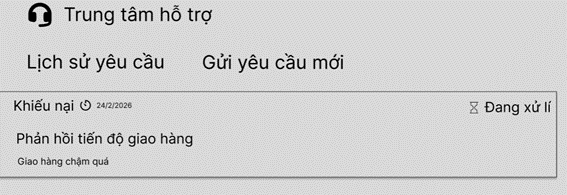 Trung tâm hỗ trợ
Lịch sử yêu cầu Gửi yêu cầu mới
Khiếu nại 24/2/2026 Đang xử lí
Phản hồi tiến độ giao hàng
Giao hàng chậm quá